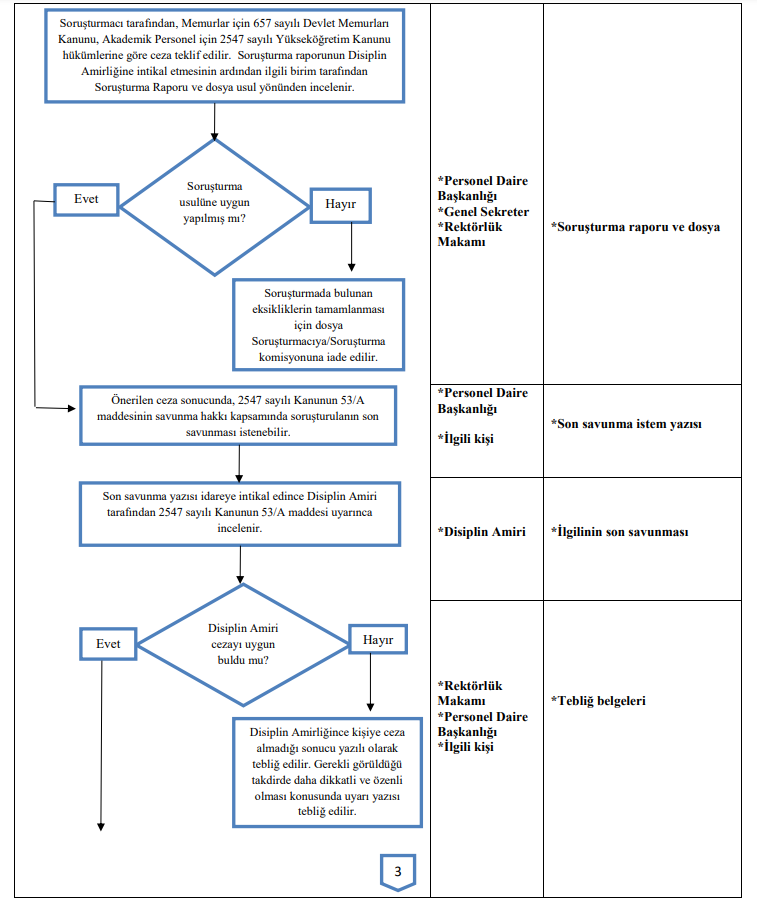 Soruşturmacı tarafından, Memurlar için 657 sayılı Devlet Memurları
Kanunu, Akademik Personel için 2547 sayılı Yükseköğretim Kanunu
hükümlerine göre ceza teklif edilir. Soruşturma raporunun Disiplin
Amirliğine intikal etmesinin ardından ilgili birim tarafından
Soruşturma Raporu ve dosya usul yönünden incelenir.
Soruşturma
usulüne uygun
yapılmış mı?
Evet
Hayır
Soruşturmada bulunan
eksikliklerin tamamlanması
için dosya
Soruşturmacıya/Soruşturma
komisyonuna iade edilir.
*Personel Daire
Başkanlığı
*Genel Sekreter
*Rektörlük
Makamı
*Soruşturma raporu ve dosya
Önerilen ceza sonucunda, 2547 sayılı Kanunun 53/A
maddesinin savunma hakkı kapsamında soruşturulanın son
savunması istenebilir.
*Personel Daire
Başkanlığı
*İlgili kişi
*Son savunma istem yazısı
Son savunma yazısı idareye intikal edince Disiplin Amiri
tarafından 2547 sayılı Kanunun 53/A maddesi uyarınca
incelenir.
*Disiplin Amiri
*İlgilinin son savunması
Disiplin Amiri
cezayı uygun
buldu mu?
Evet
Hayır
Disiplin Amirliğince kişiye ceza
almadığı sonucu yazılı olarak
tebliğ edilir. Gerekli görüldüğü
takdirde daha dikkatli ve özenli
olması konusunda uyarı yazısı
tebliğ edilir.
*Rektörlük
Makamı
*Personel Daire
Başkanlığı
*İlgili kişi
*Tebliğ belgeleri
3